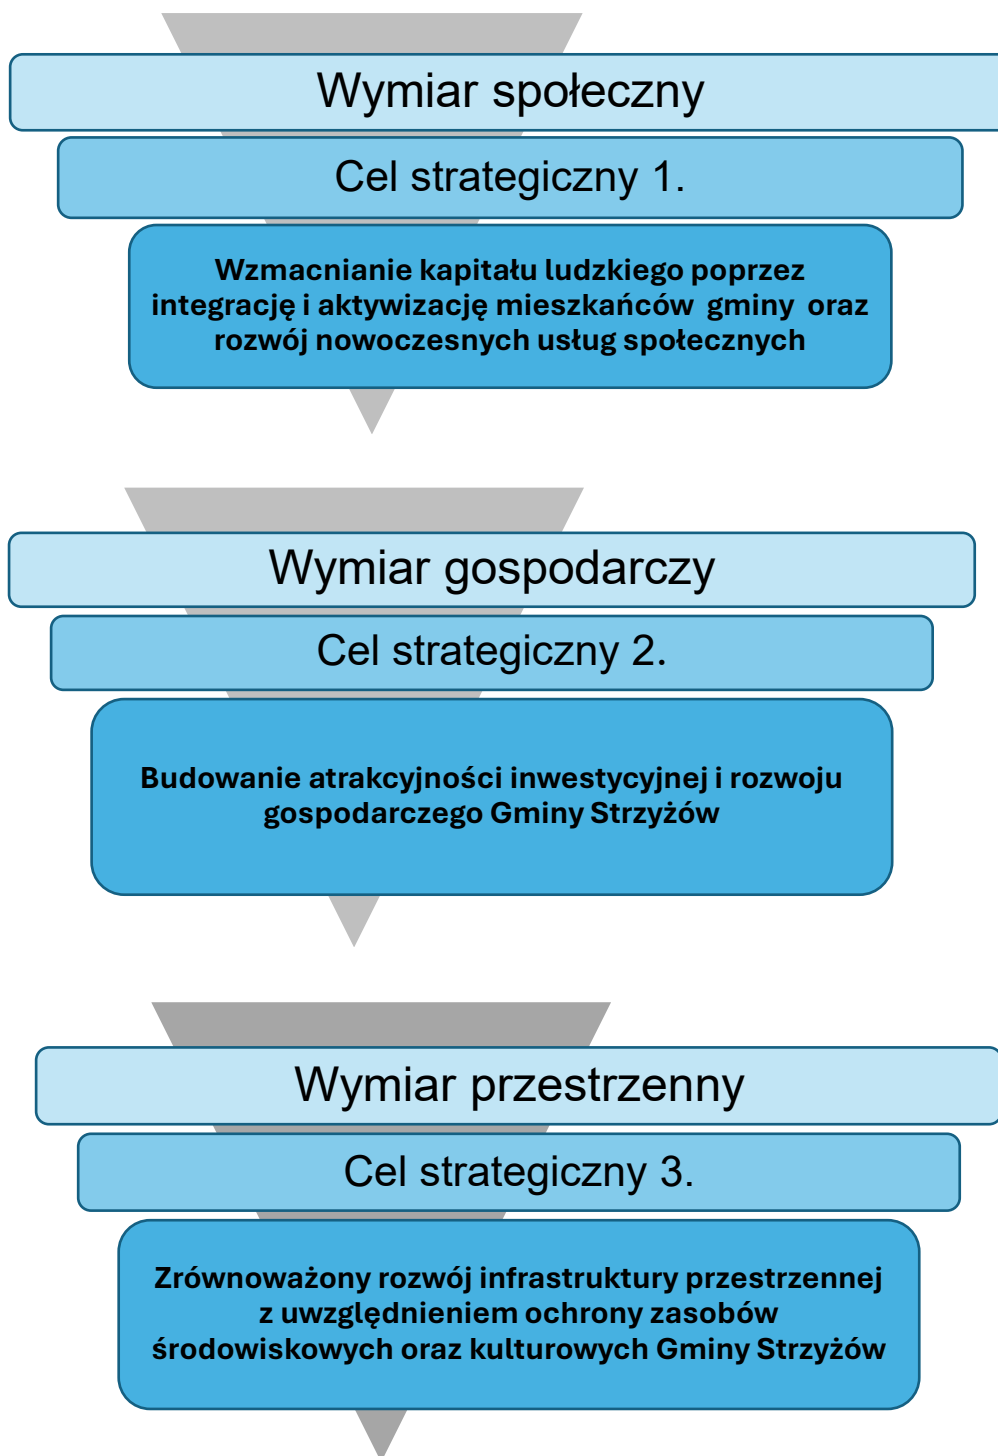 Wymiar społeczny
Cel strategiczny 1.
Wzmacnianie kapitału ludzkiego poprzez
integrację i aktywizację mieszkańców gminy oraz
rozwój nowoczesnych usług społecznych
Wymiar gospodarczy
Cel strategiczny 2.
Budowanie atrakcyjności inwestycyjnej i rozwoju
gospodarczego Gminy Strzyżów
Wymiar przestrzenny
Cel strategiczny 3.
Zrównoważony rozwój infrastruktury przestrzennej
z uwzględnieniem ochrony zasobów
środowiskowych oraz kulturowych Gminy Strzyżów